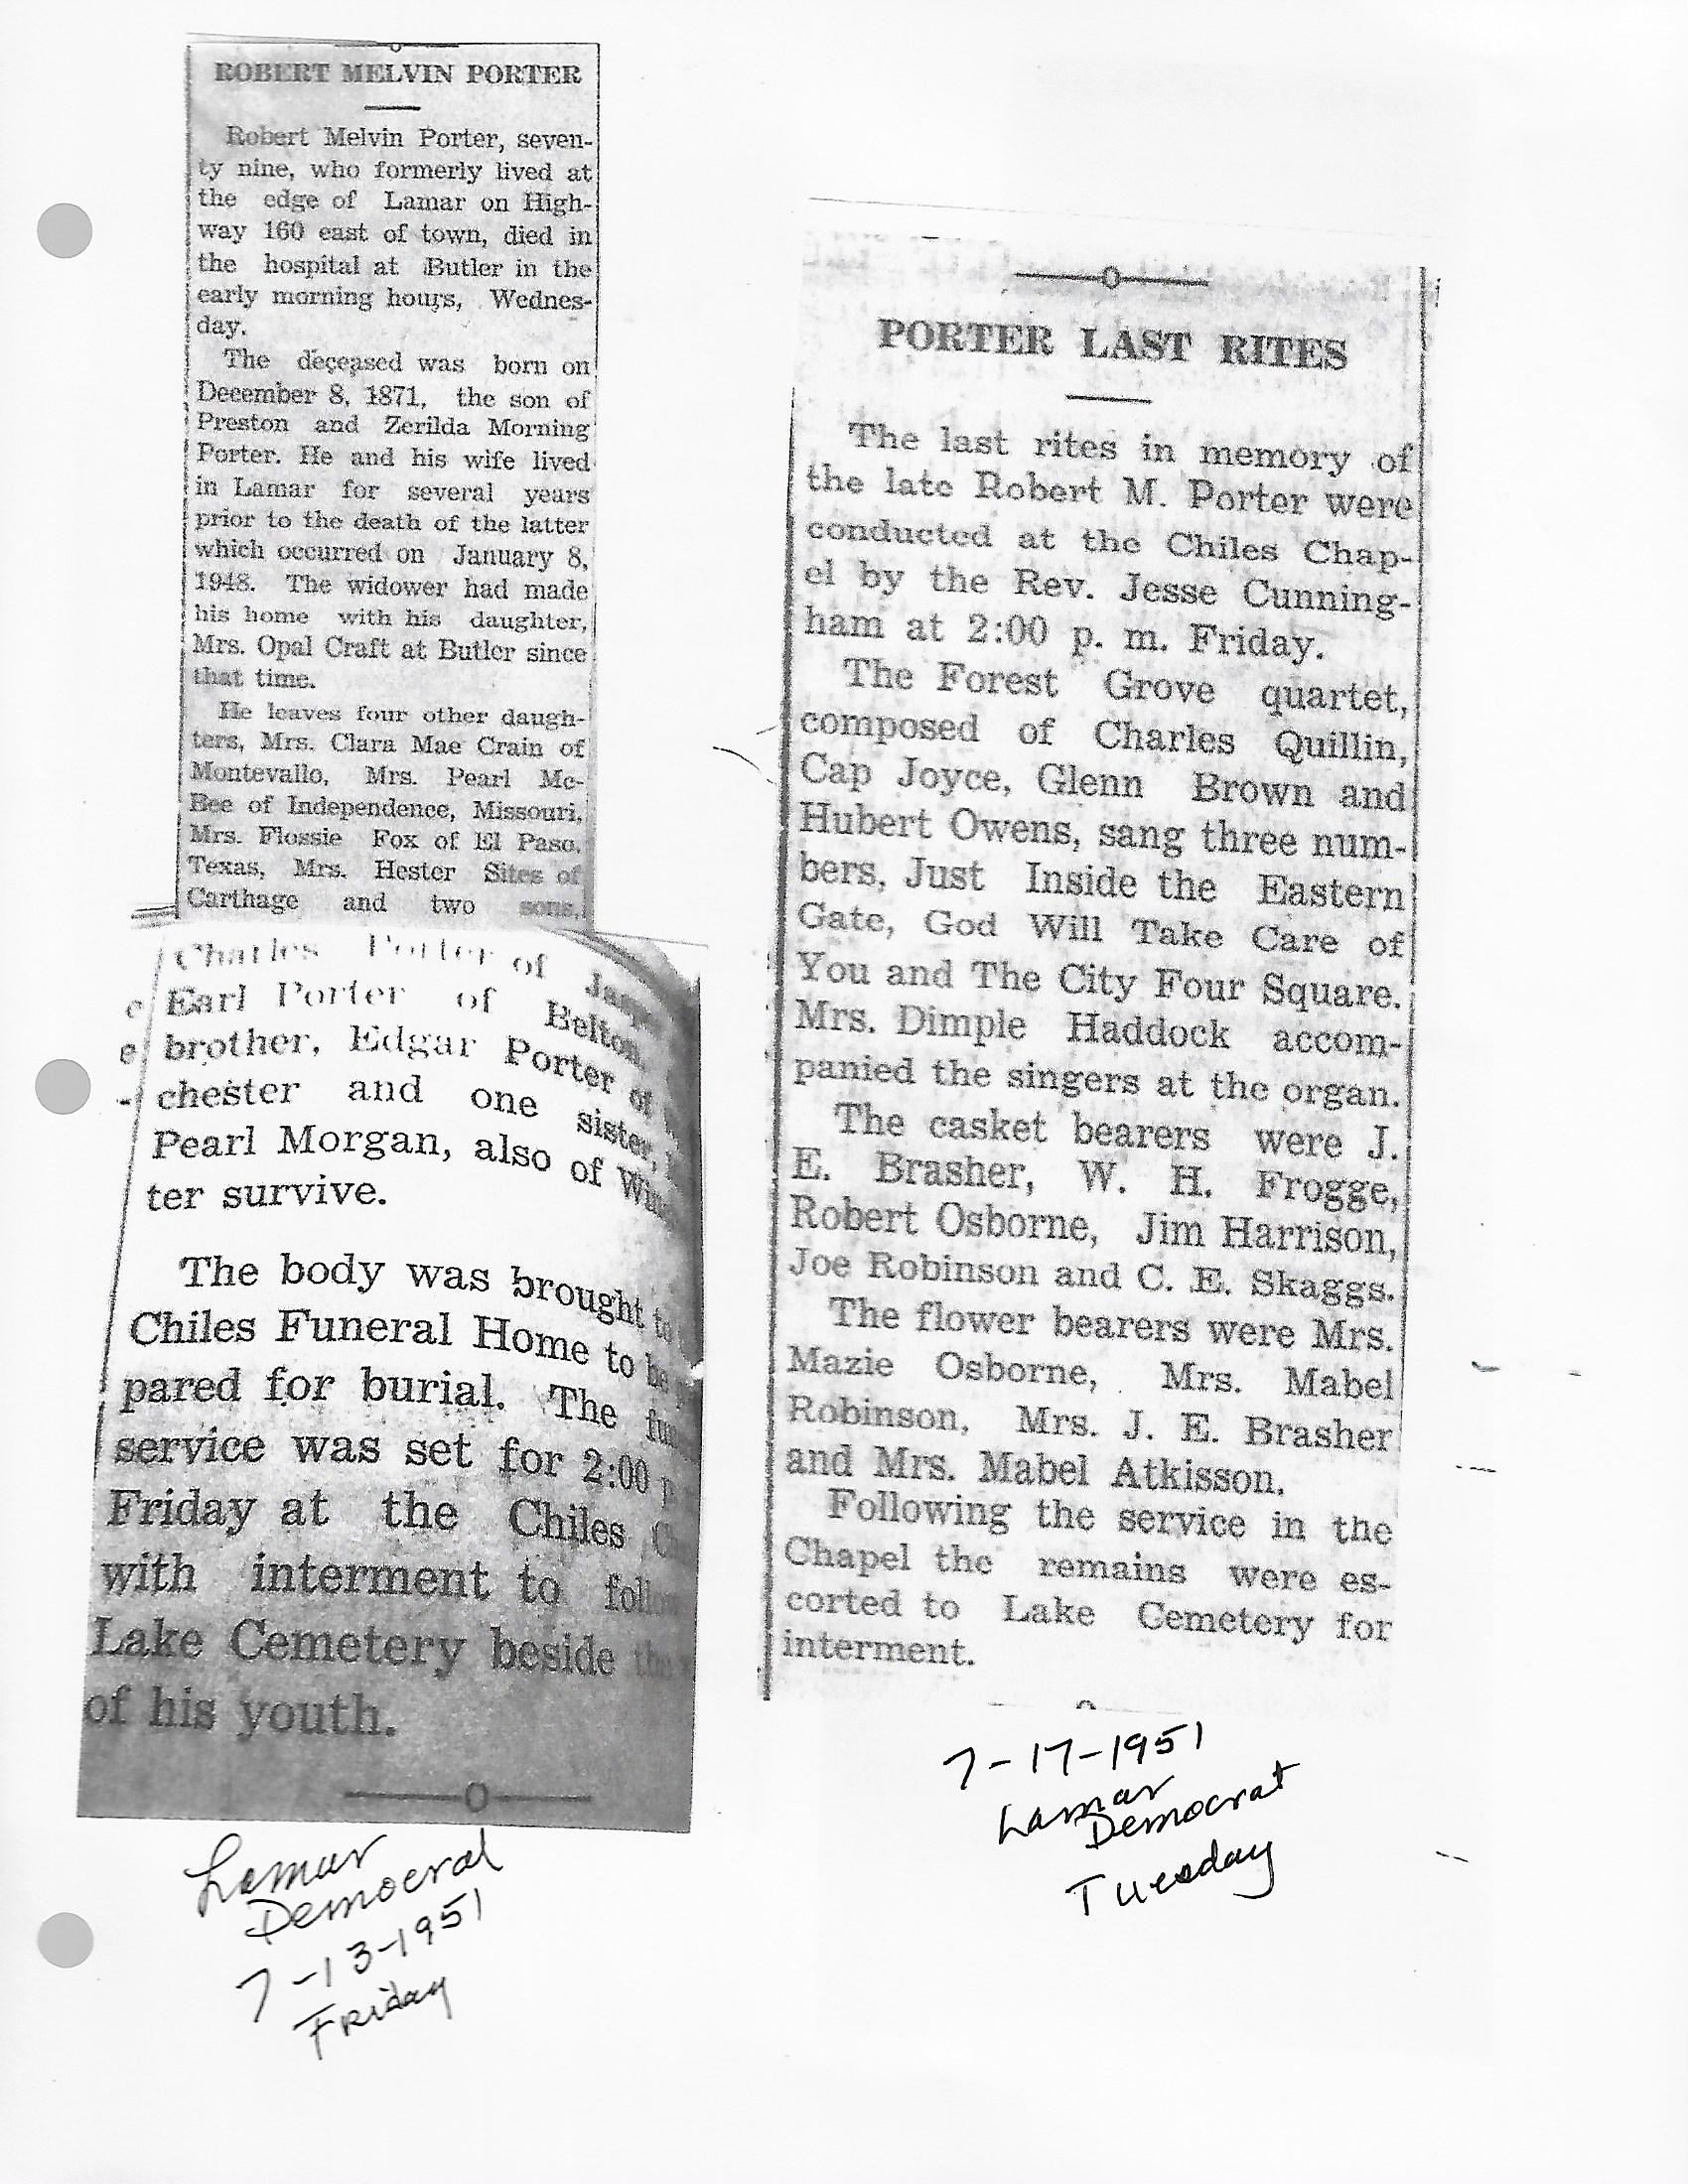 ROBERT MELVIN PORTER
Robert Melvin Porter, seven-
ty nine, who formerly lived at
the edge of Lamar on High-
way 160 east of town, died in
the hospital at Butler in the
early morning hours, Wednes-
day.
The deceased was born on
December 8, 1871, the son of
Preston and Zerilda Morning
Porter. He and his wife lived
in Lamar for several years
prior to the death of the latter
which occurred on January 8,
1948. The widower had made
his home with his daughter,
Mrs. Opal Craft at Butler since
that time.
He leaves four other daugh-
ters, Mrs. Clara Mae Crain of
Montevallo, Mrs. Pearl Mc-
Bee of Independence, Missouri,
Mrs. Flossie Fox of El Paso,
Texas, Mrs. Hester Sites of
Carthage and two sons,
Charles Porter of
Earl Porter of Belton.
brother, Edgar Porter of
chester and one sister,
Pearl Morgan, also of
ter survive.
The body was brought to
Chiles Funeral Home to be
pared for burial. The
service was set for 2:00
Friday at the Chiles
with interment to
Lake Cemetery beside the
of his youth.
Lamar
Democrat
7-13-1951
Friday
PORTER LAST RITES
The last rites in memory of
the late Robert M. Porter were
conducted at the Chiles Chap-
el by the Rev. Jesse Cunning-
ham at 2:00 p. m. Friday.
The Forest Grove quartet,
composed of Charles Quillin,
Cap Joyce, Glenn Brown and
Hubert Owens, sang three num-
bers, Just Inside the Eastern
Gate, God Will Take Care of
You and The City Four Square.
Mrs. Dimple Haddock accom-
panied the singers at the organ.
The casket bearers were J.
E. Brasher, W. H. Frogge,
Robert Osborne, Jim Harrison,
Joe Robinson and C. E. Skaggs.
The flower bearers were Mrs.
Mazie Osborne, Mrs. Mabel
Robinson, Mrs. J. E. Brasher
and Mrs. Mabel Atkisson.
Following the service in the
Chapel the remains were es-
corted to Lake Cemetery for
interment.
7-17-1951
Lamar
Democrat
Tuesday